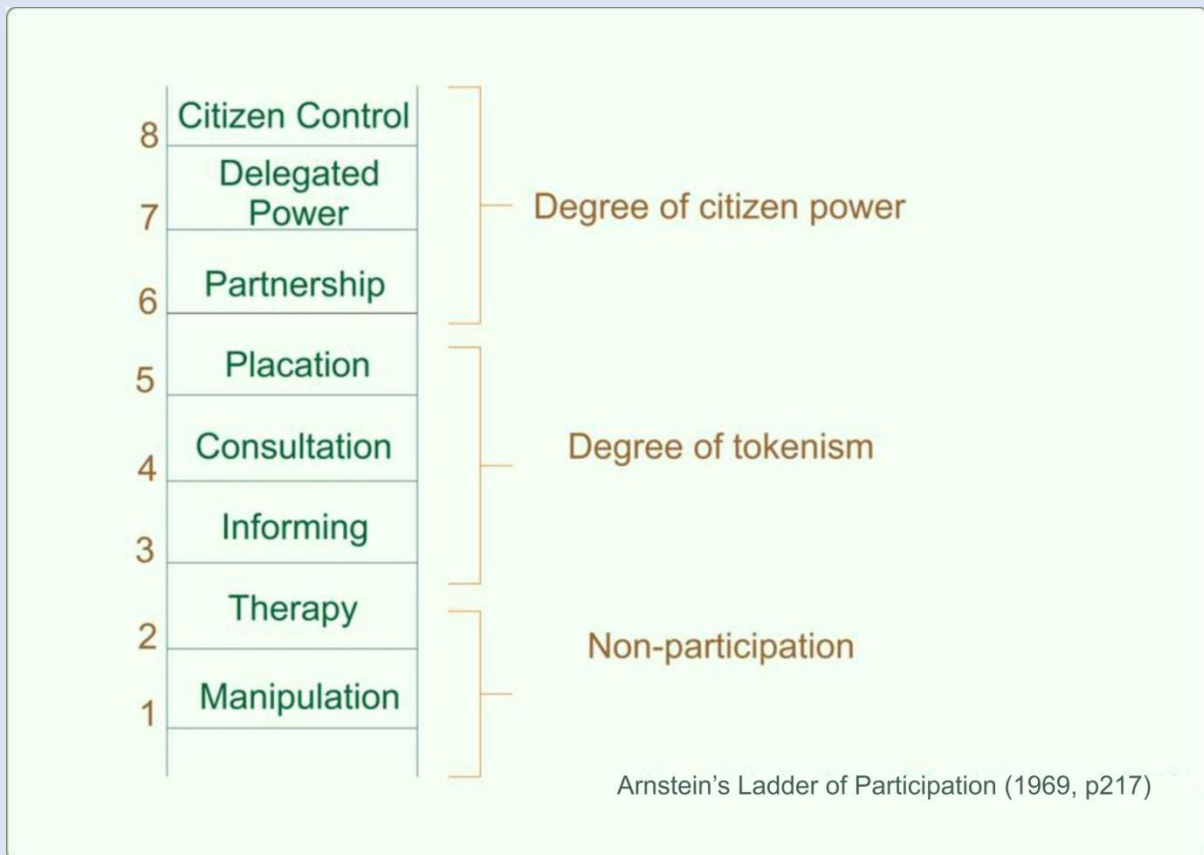 8 Citizen Control
7 Delegated
Power
Degree of citizen power
6 Partnership
5 Placation
4 Consultation
Degree of tokenism
3 Informing
2 Therapy
Non-participation
1 Manipulation
Arnstein's Ladder of Participation (1969, p217)